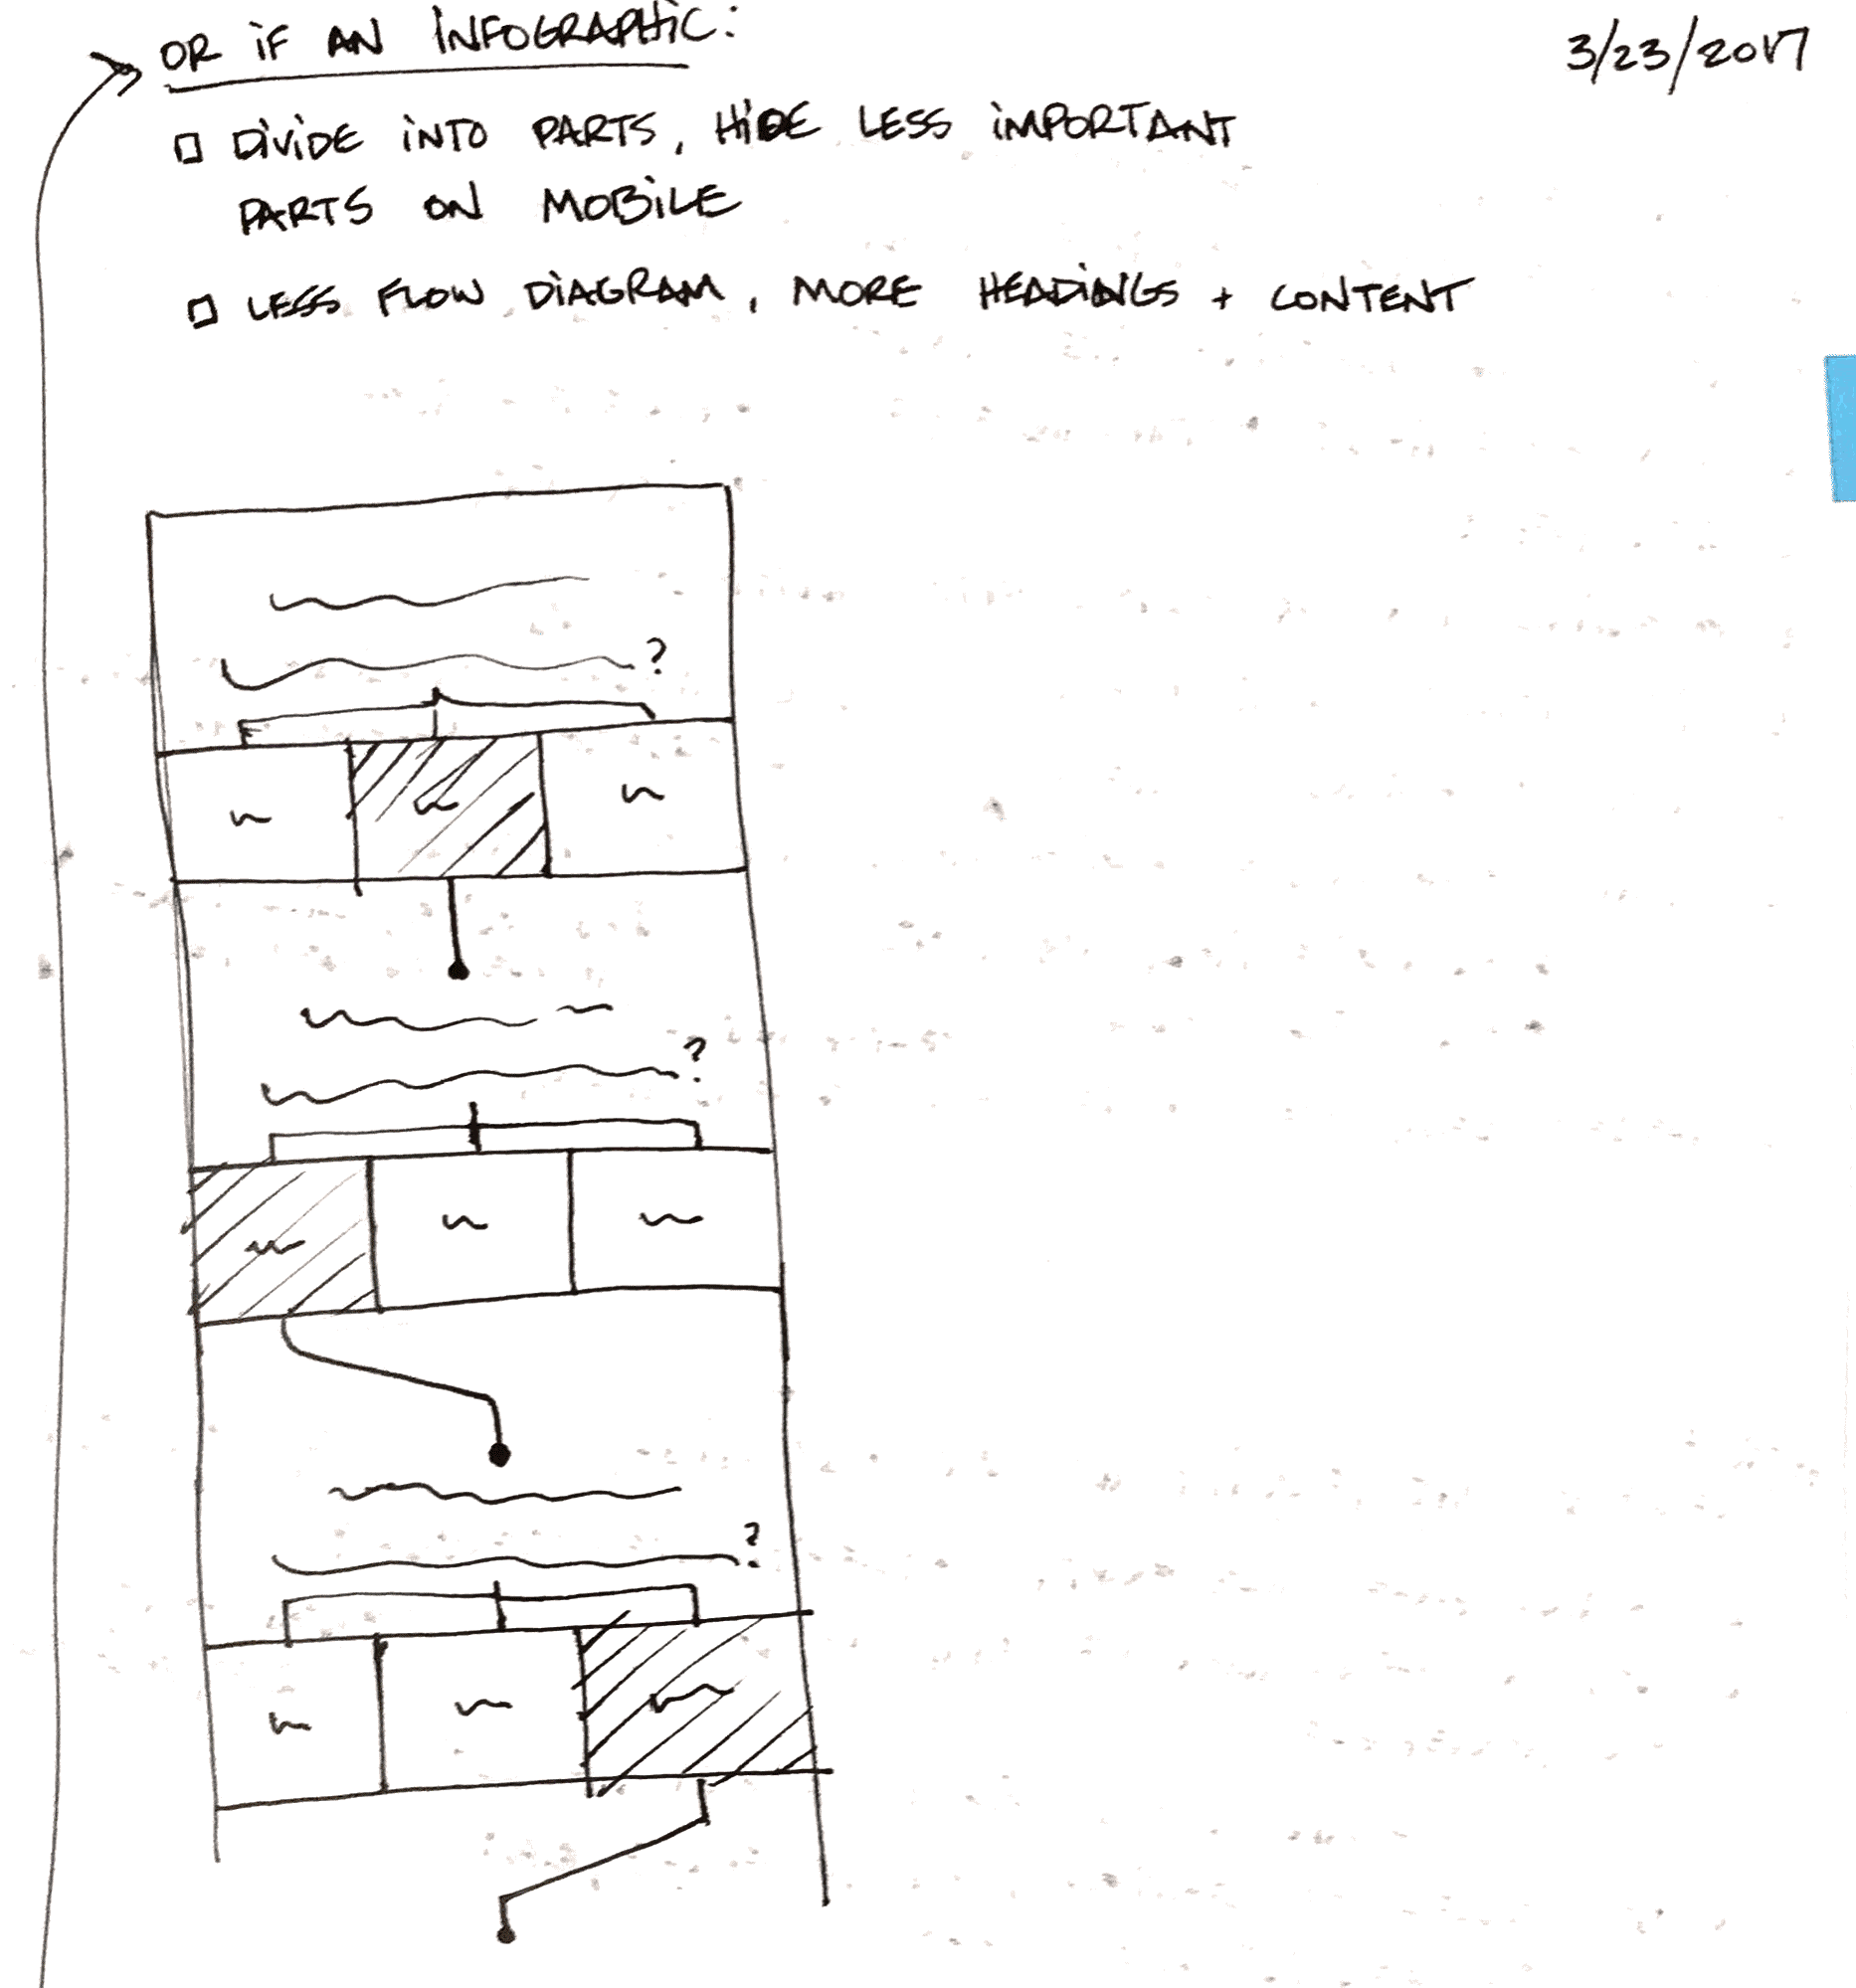 OR IF AN INFOGRAPHIC:
3/23/2017
DIVIDE INTO PARTS, HIDE LESS IMPORTANT
PARTS ON MOBILE
LESS FLOW DIAGRAM, MORE HEADINGS + CONTENT
?
?
?